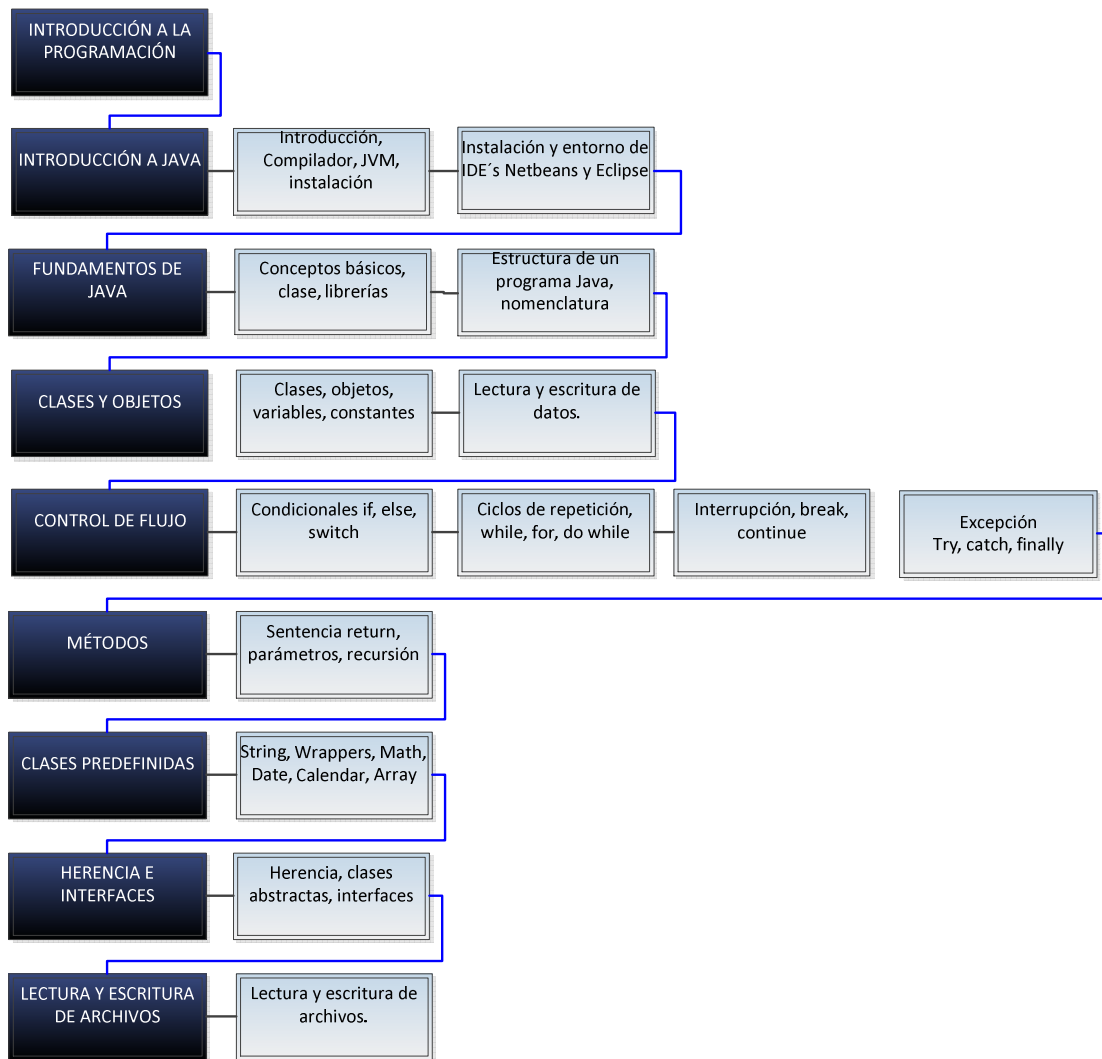 INTRODUCCIÓN A LA
PROGRAMACIÓN
INTRODUCCIÓN A JAVA
Introducción,
Compilador, JVM,
instalación
Instalación y entorno de
IDE´s Netbeans y Eclipse
FUNDAMENTOS DE
JAVA
Conceptos básicos,
clase, librerías
Estructura de un
programa Java,
nomenclatura
CLASES Y OBJETOS
Clases, objetos,
variables, constantes
Lectura y escritura de
datos.
CONTROL DE FLUJO
Condicionales if, else,
switch
Ciclos de repetición,
while, for, do while
Interrupción, break,
continue
Excepción
Try, catch, finally
MÉTODOS
Sentencia return,
parámetros, recursión
CLASES PREDEFINIDAS
String, Wrappers, Math,
Date, Calendar, Array
HERENCIA E
INTERFACES
Herencia, clases
abstractas, interfaces
LECTURA Y ESCRITURA
DE ARCHIVOS
Lectura y escritura de
archivos.